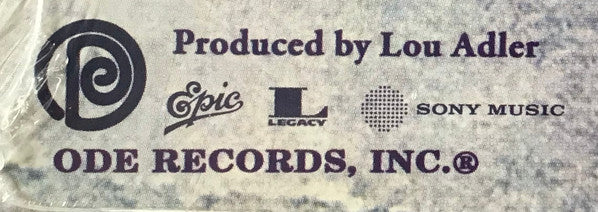 Produced by Lou Adler
Epic
L
LEGACY
SONY MUSIC
ODE RECORDS, INC.®